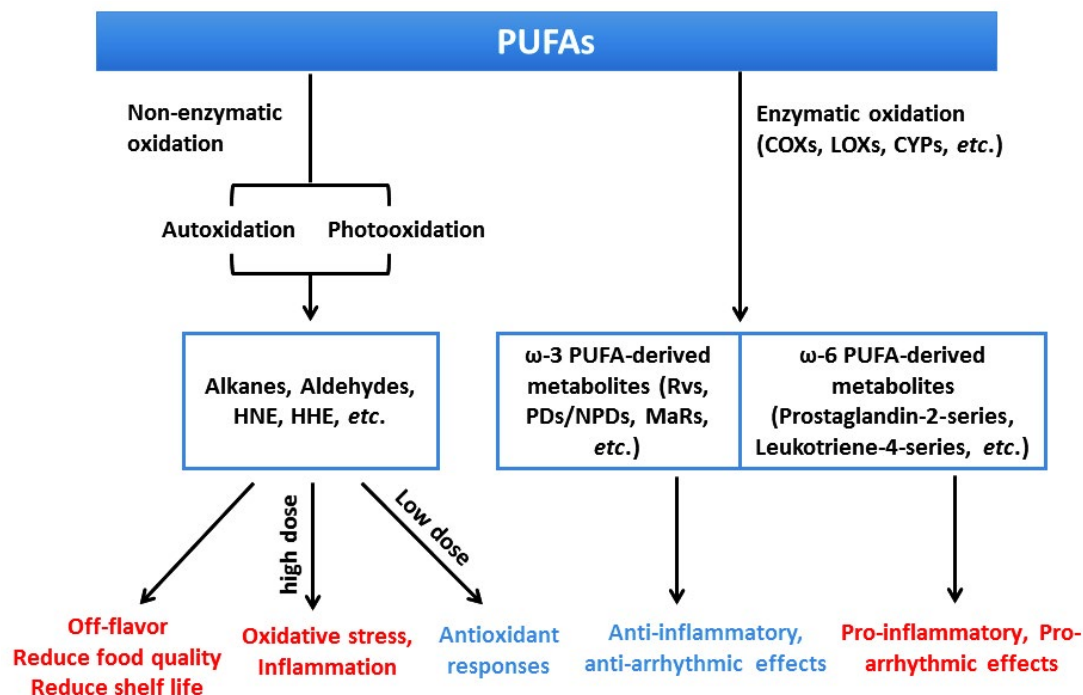 PUFAs
Non-enzymatic
oxidation
Enzymatic oxidation
(COXs, LOXs, CYPs, etc.)
Autoxidation
Photooxidation
Alkanes, Aldehydes,
HNE, HHE, etc.
ω-3 PUFA-derived
metabolites (Rvs,
PDs/NPDs, MaRs,
etc.)
ω-6 PUFA-derived
metabolites
(Prostaglandin-2-series,
Leukotriene-4-series, etc.)
high dose
Low dose
Off-flavor
Reduce food quality
Reduce shelf life
Oxidative stress,
Inflammation
Antioxidant
responses
Anti-inflammatory,
anti-arrhythmic effects
Pro-inflammatory, Pro-
arrhythmic effects